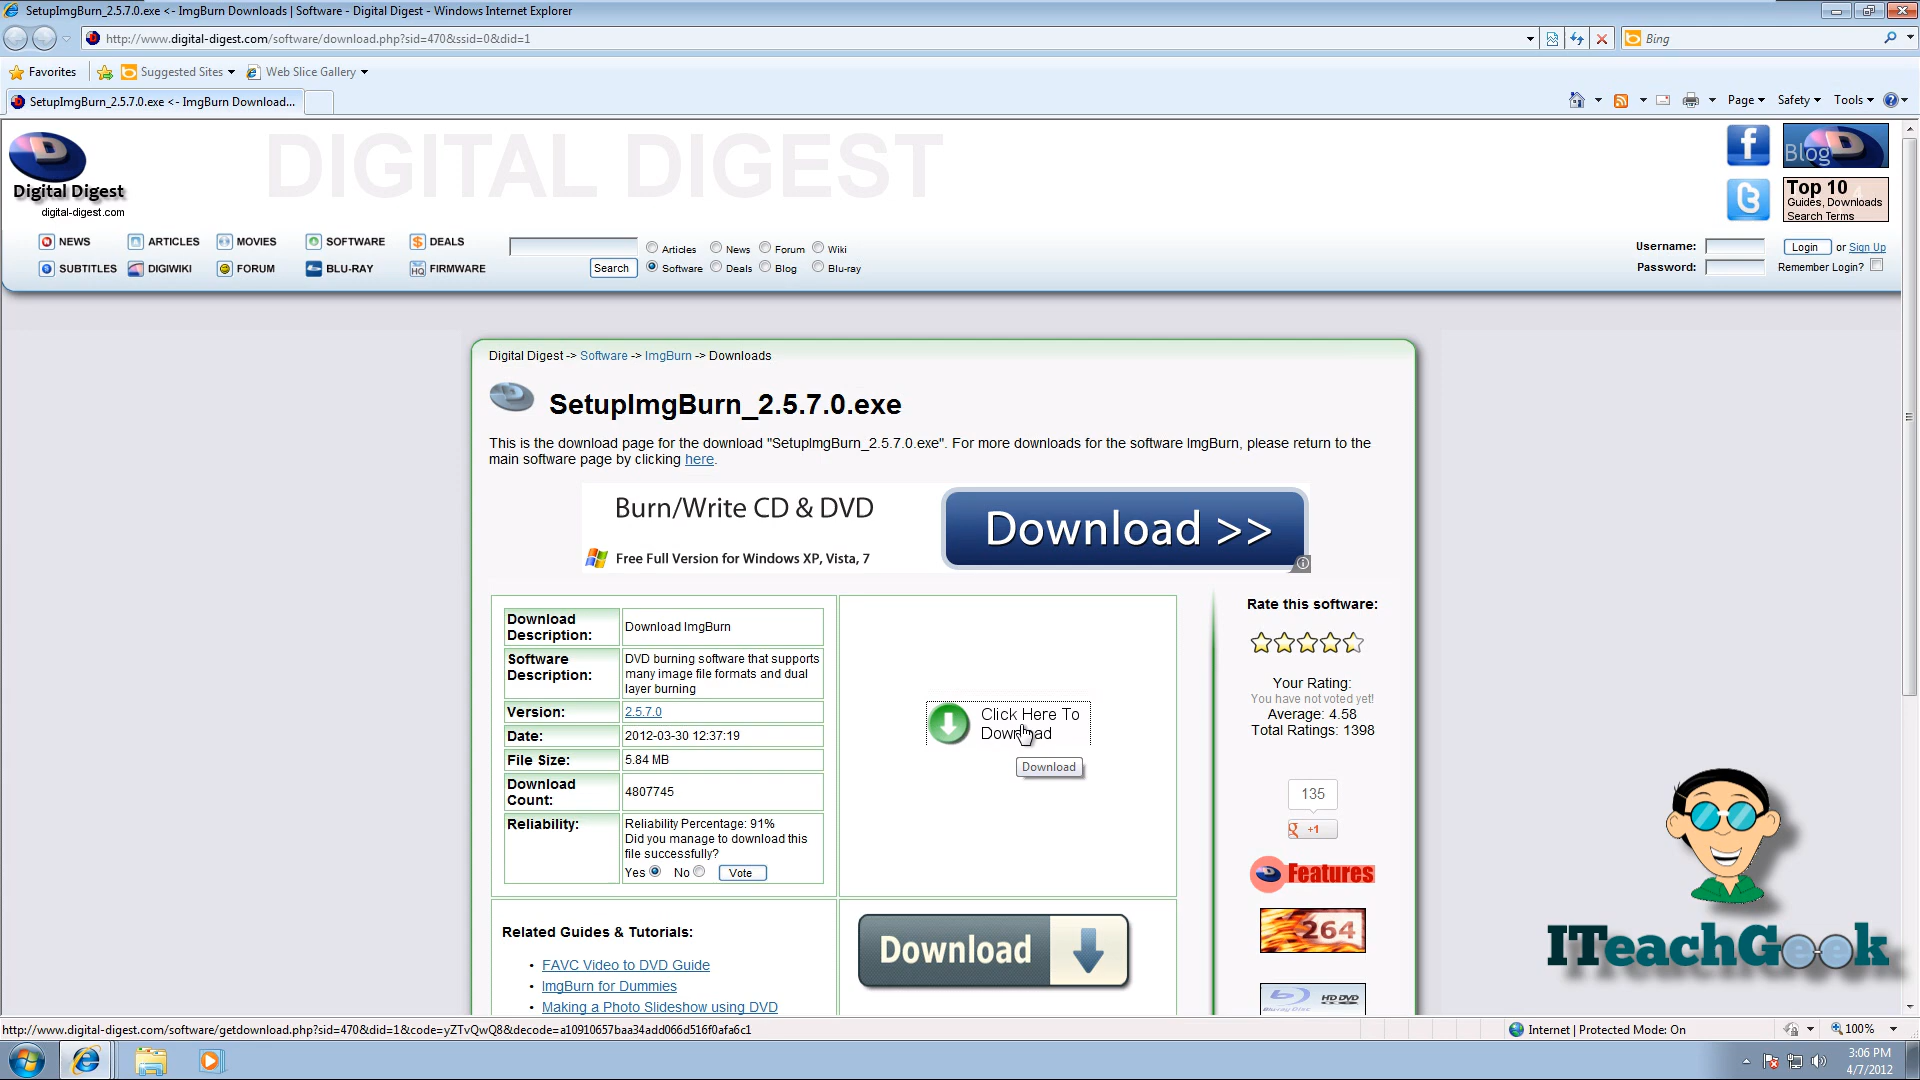 SetupImgBurn_2.5.7.0.exe <- ImgBurn Downloads | Software - Digital Digest - Windows Internet Explorer
http://www.digital-digest.com/software/download.php?sid=470&ssid=0&did=1
Bing
Favorites
Suggested Sites
Web Slice Gallery
SetupImgBurn_2.5.7.0.exe <- ImgBurn Download...
Page
Safety
Tools
DIGITAL DIGEST
Digital Digest
digital-digest.com
Blog
Top 10
Guides, Downloads
Search Terms
NEWS
ARTICLES
MOVIES
SOFTWARE
DEALS
SUBTITLES
DIGIWIKI
FORUM
BLU-RAY
HQ FIRMWARE
Articles
News
Forum
Wiki
Search
Software
Deals
Blog
Blu-ray
Username:
Login or Sign Up
Password:
Remember Login?
Digital Digest -> Software -> ImgBurn -> Downloads
SetupImgBurn_2.5.7.0.exe
This is the download page for the download "SetupImgBurn_2.5.7.0.exe". For more downloads for the software ImgBurn, please return to the
main software page by clicking here.
Burn/Write CD & DVD
Free Full Version for Windows XP, Vista, 7
Download >>
Download
Description:
Download ImgBurn
Software
Description:
DVD burning software that supports
many image file formats and dual
layer burning
Version:
2.5.7.0
Date:
2012-03-30 12:37:19
File Size:
5.84 MB
Download
Count:
4807745
Reliability:
Reliability Percentage: 91%
Did you manage to download this
file successfully?
Yes No Vote
Click Here To
Download
Download
Rate this software:
Your Rating:
You have not voted yet!
Average: 4.58
Total Ratings: 1398
135
g +1
Features
264
HD DVD
Related Guides & Tutorials:
• FAVC Video to DVD Guide
• ImgBurn for Dummies
• Making a Photo Slideshow using DVD
Download
ITeachGeek
http://www.digital-digest.com/software/getdownload.php?sid=470&did=1&code=yZTvQwQ8&decode=a10910657baa34add066d516f0afa6c1
Internet | Protected Mode: On
100%
3:06 PM
4/7/2012